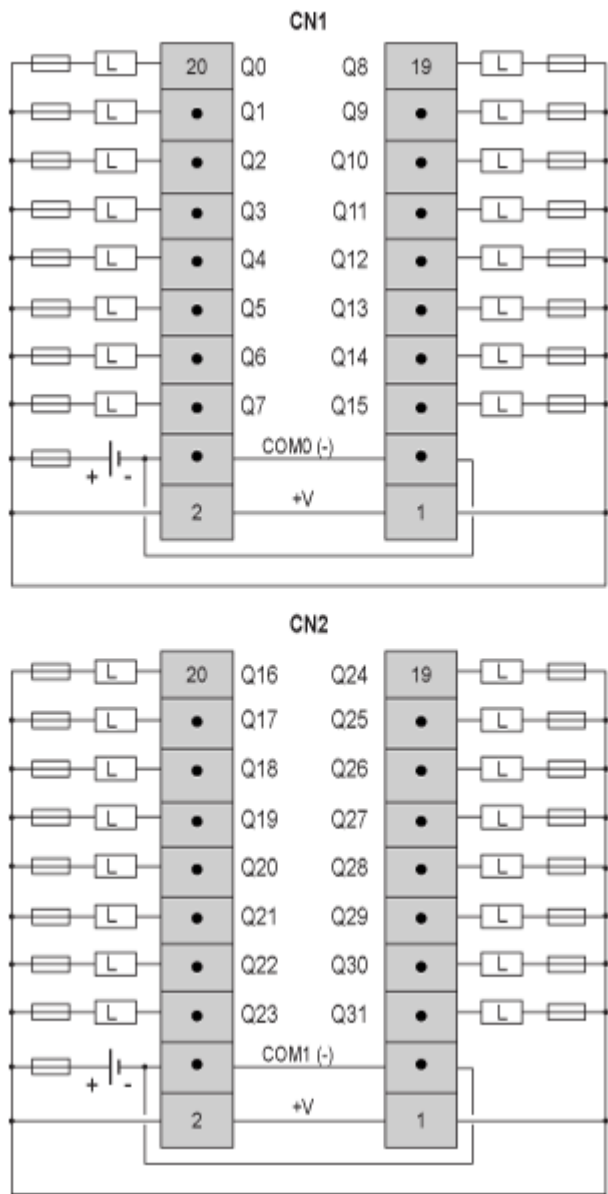 CN1
L 20 Q0 Q8 19 L
L Q1 Q9 L
L Q2 Q10 L
L Q3 Q11 L
L Q4 Q12 L
L Q5 Q13 L
L Q6 Q14 L
L Q7 Q15 L
COM0 (-)
+ -
2 +V 1
CN2
L 20 Q16 Q24 19 L
L Q17 Q25 L
L Q18 Q26 L
L Q19 Q27 L
L Q20 Q28 L
L Q21 Q29 L
L Q22 Q30 L
L Q23 Q31 L
COM1 (-)
+ -
2 +V 1